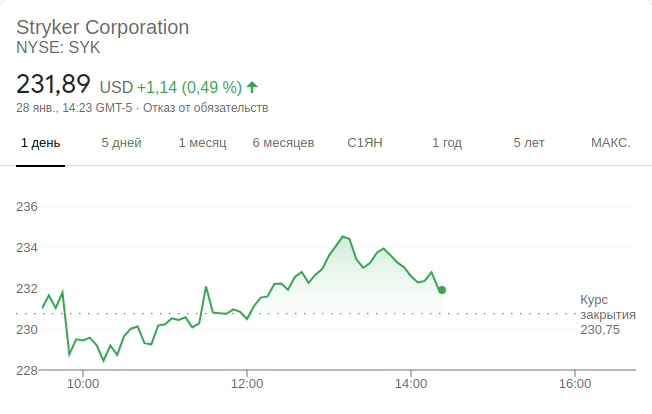 Stryker Corporation
NYSE: SYK
231,89 USD +1,14 (0,49 %)
28 янв., 14:23 GMT-5 · Отказ от обязательств
1 день 5 дней 1 месяц 6 месяцев С1ЯН 1 год 5 лет МАКС.
236
234
232
230
228
Курс
закрытия
230,75
10:00 12:00 14:00 16:00